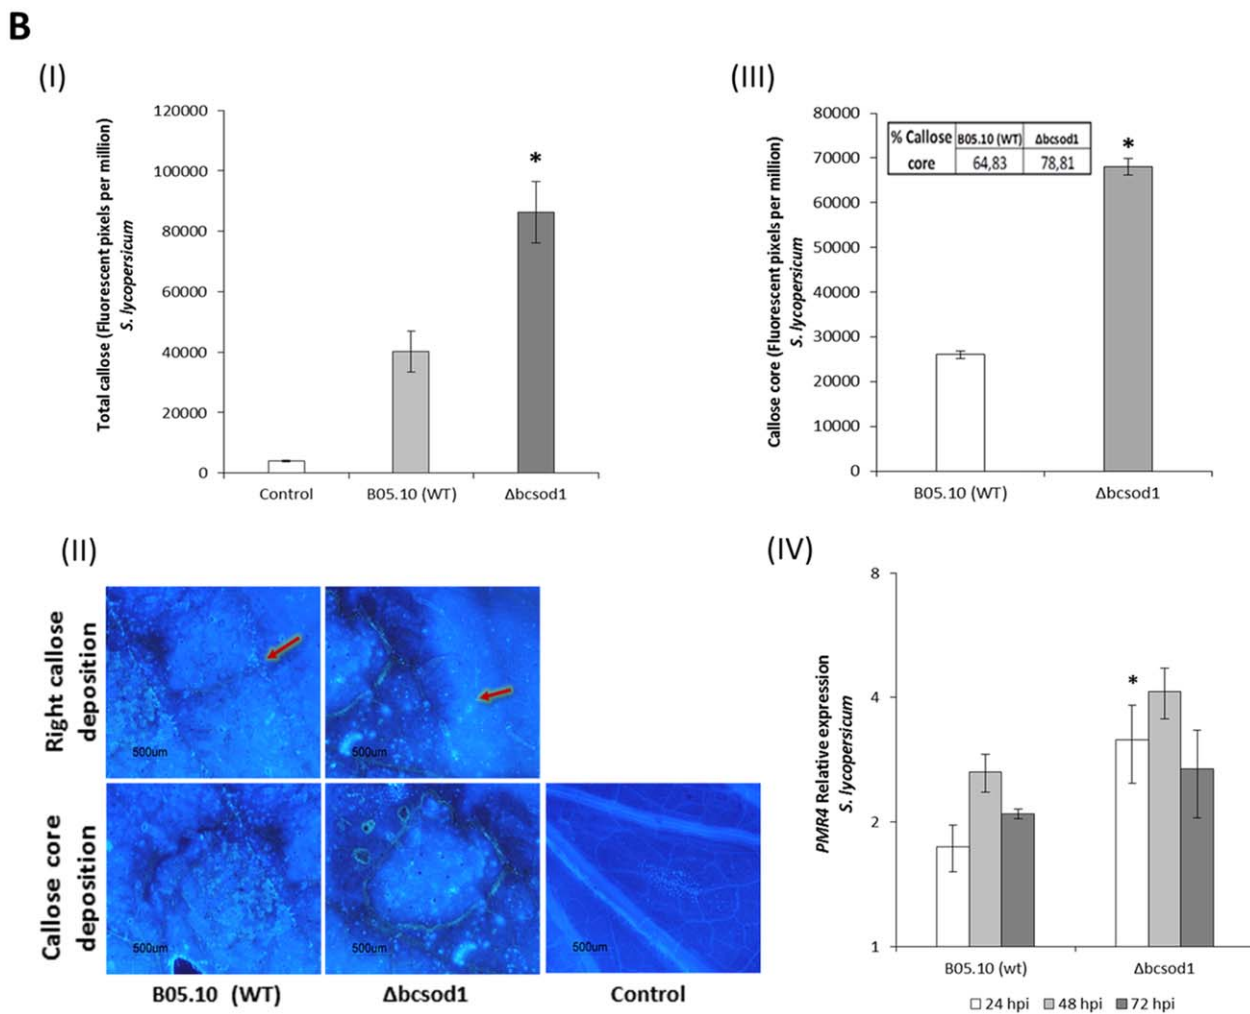 B
(I)
120000
100000
80000
60000
40000
20000
0
Total callose (Fluorescent pixels per million)
S. lycopersicum
*
Control
B05.10 (WT)
Δbcsod1
(III)
80000
70000
60000
50000
40000
30000
20000
10000
0
Callose core (Fluorescent pixels per million)
S. lycopersicum
% Callose core
B05.10 (WT)
Δbcsod1
64,83
78,81
*
B05.10 (WT)
Δbcsod1
(II)
Right callose
deposition
500um
500um
Callose core
deposition
500um
500um
500um
B05.10 (WT)
Δbcsod1
Control
(IV)
8
4
2
1
PMR4 Relative expression
S. lycopersicum
*
B05.10 (wt)
Δbcsod1
24 hpi
48 hpi
72 hpi